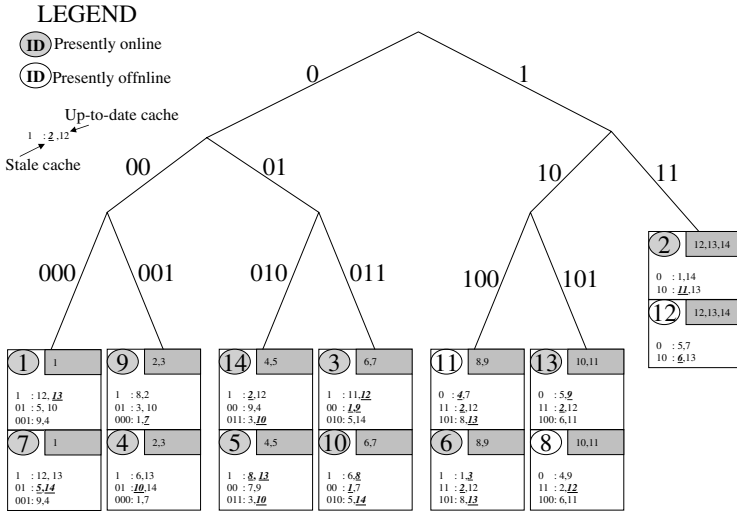 LEGEND
ID Presently online
ID Presently offnline
Up-to-date cache
1 :2 ,12
Stale cache
0
1
00
01
10
11
000
001
010
011
100
101
2 12,13,14
0 : 1,14
10 : 11,13
12 12,13,14
0 : 5,7
10 : 6,13
1 1
1 : 12, 13
01 : 5, 10
001: 9,4
7 1
1 : 12, 13
01 : 5,14
001: 9,4
9 2,3
1 : 8,2
01 : 3, 10
000: 1,7
4 2,3
1 : 6,13
01 : 10,14
000: 1,7
14 4,5
1 : 2,12
00 : 9,4
011: 3,10
5 4,5
1 : 8, 13
00 : 7,9
011: 3,10
3 6,7
1 : 11,12
00 : 1,9
010: 5,14
10 6,7
1 : 6,8
00 : 1,7
010: 5,14
11 8,9
0 : 4,7
11 : 2,12
101: 8,13
6 8,9
1 : 1,3
11 : 2,12
101: 8,13
13 10,11
0 : 5,9
11 : 2,12
100: 6,11
8 10,11
0 : 4,9
11 : 2,12
100: 6,11